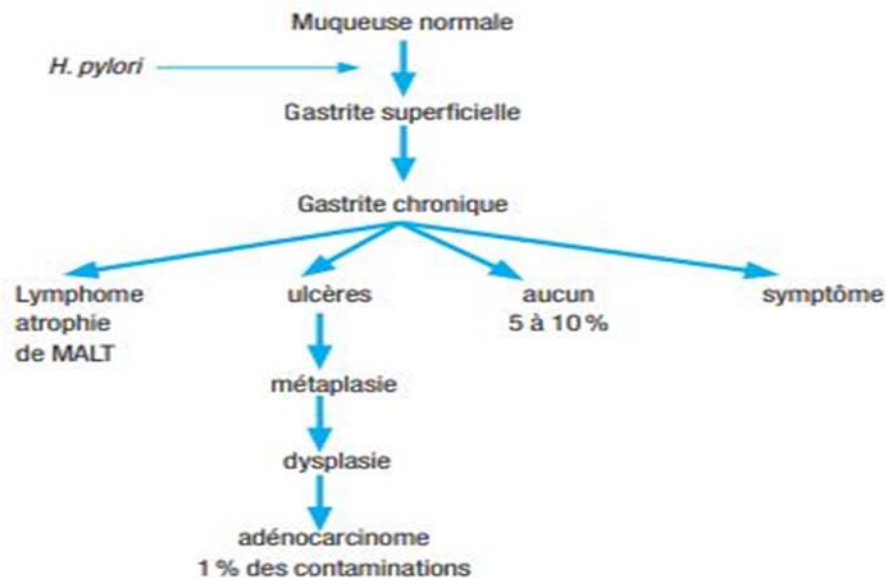 Muqueuse normale
H. pylori
Gastrite superficielle
Gastrite chronique
Lymphome
atrophie
de MALT
ulcères
aucun
5 à 10 %
symptôme
métaplasie
dysplasie
adénocarcinome
1 % des contaminations